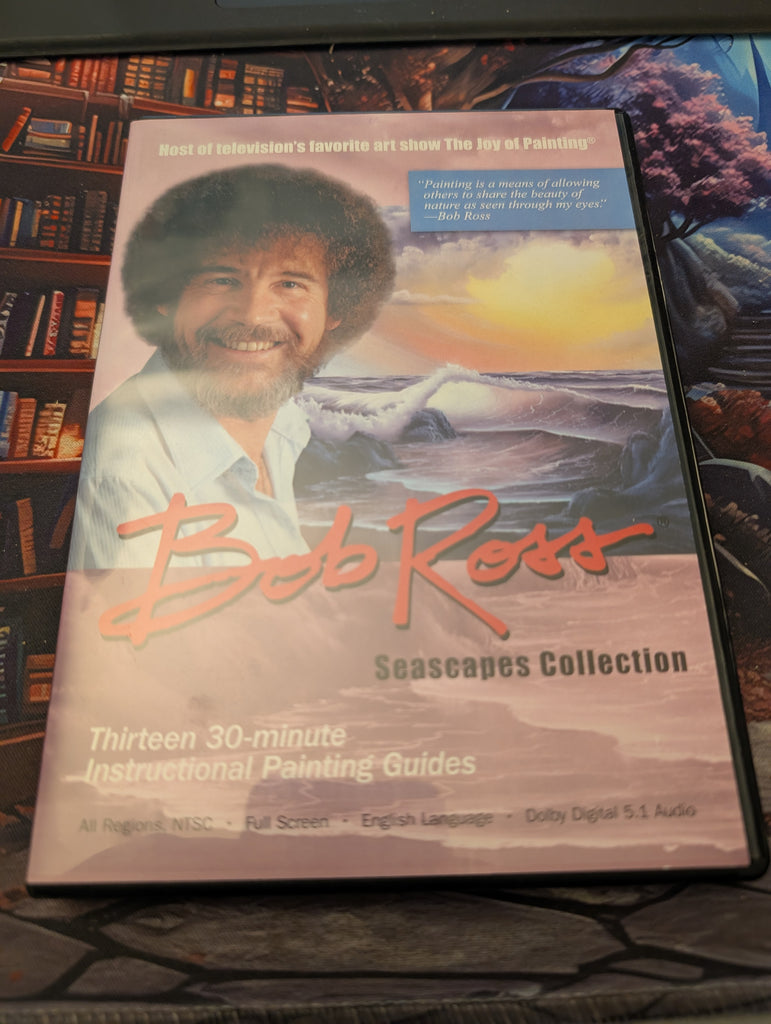 Host of television's favorite art show The Joy of Painting®
"Painting is a means of allowing
others to share the beauty of
nature as seen through my eyes."
—Bob Ross
Bob Ross
Seascapes Collection
Thirteen 30-minute
Instructional Painting Guides
All Regions, NTSC • Full Screen • English Language • Dolby Digital 5.1 Audio